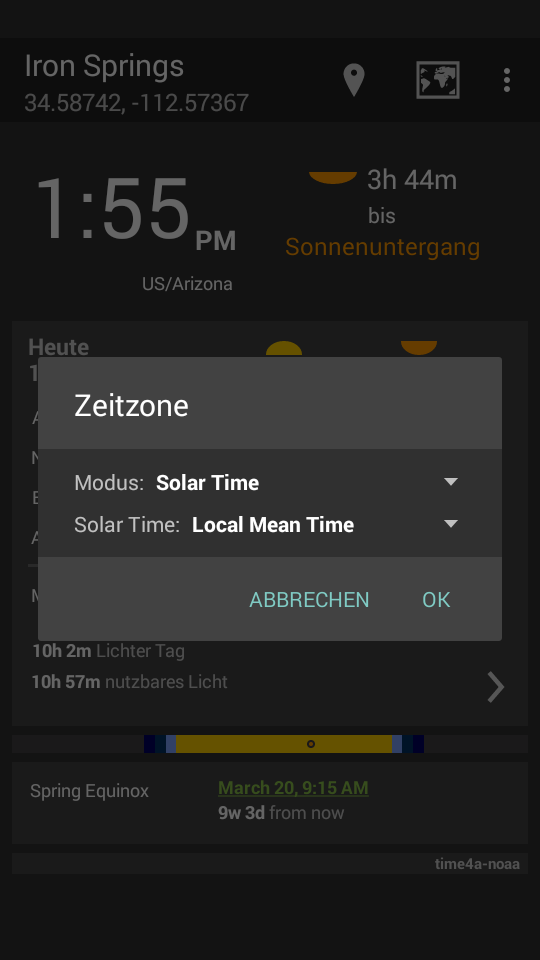 Iron Springs
34.58742, -112.57367
1:55 PM
3h 44m
bis
Sonnenuntergang
US/Arizona
Heute
Zeitzone
Modus: Solar Time
Solar Time: Local Mean Time
ABBRECHEN OK
10h 2m Lichter Tag
10h 57m nutzbares Licht
Spring Equinox
March 20, 9:15 AM
9w 3d from now
time4a-noaa